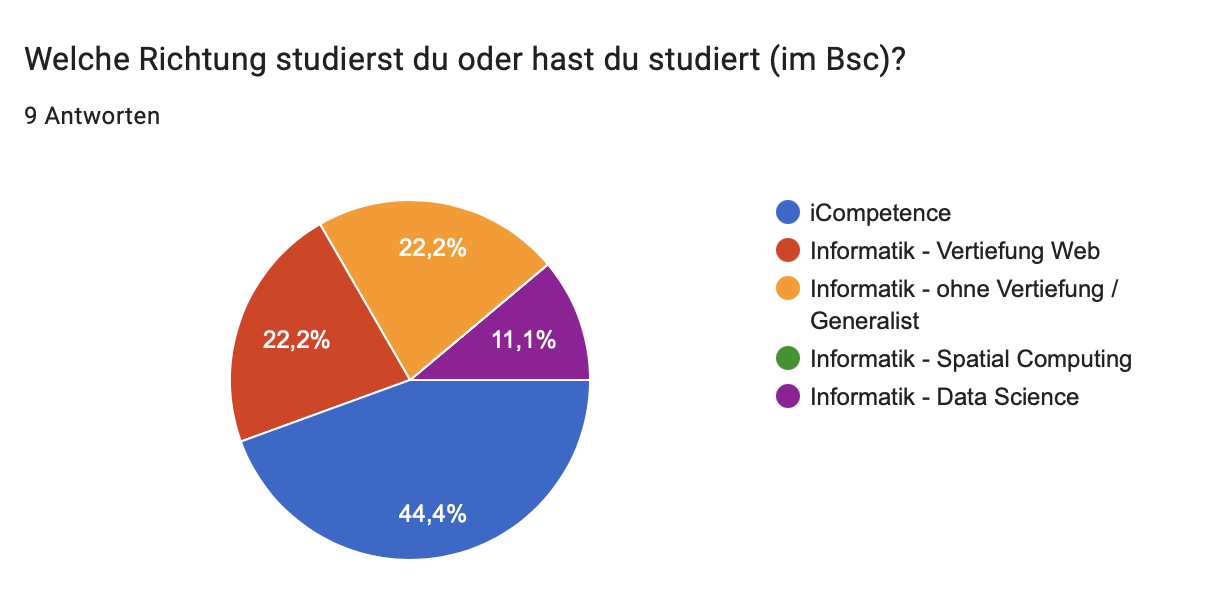 Welche Richtung studierst du oder hast du studiert (im Bsc)?
9 Antworten
22,2%
22,2%
11,1%
44,4%
iCompetence
Informatik - Vertiefung Web
Informatik - ohne Vertiefung /
Generalist
Informatik - Spatial Computing
Informatik - Data Science